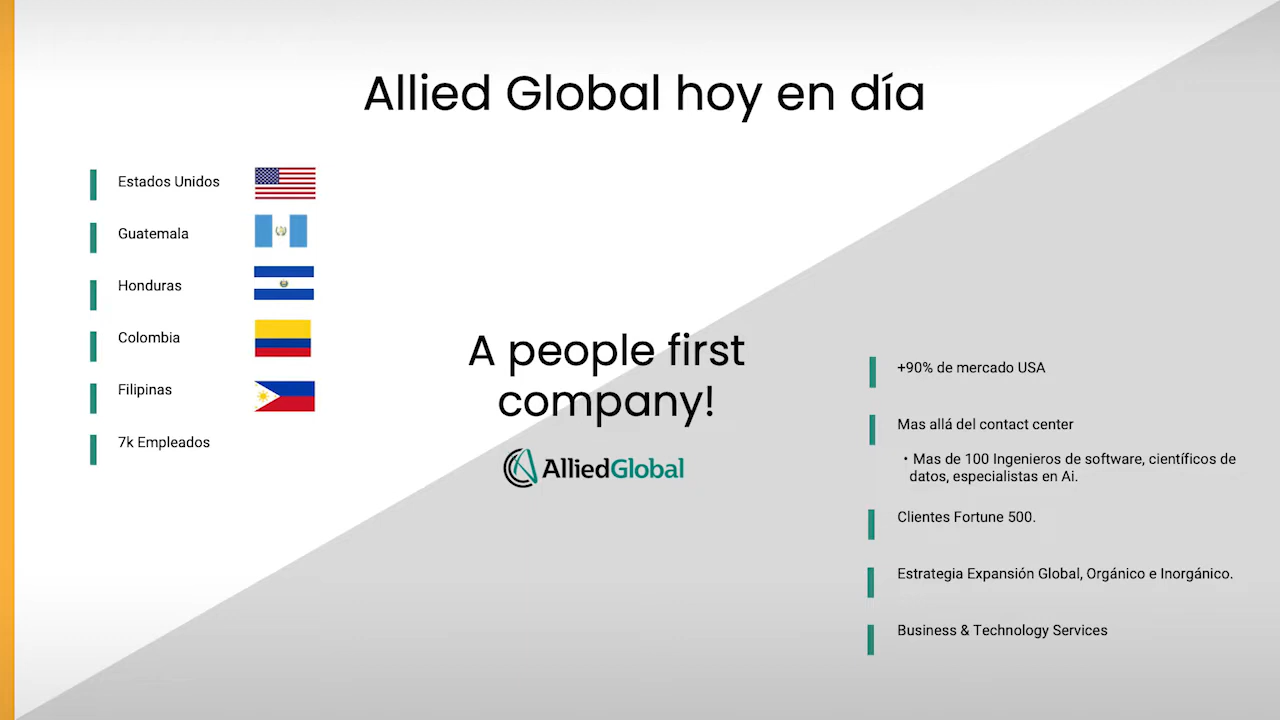 Allied Global hoy en día
Estados Unidos
Guatemala
Honduras
Colombia
Filipinas
7k Empleados
A people first
company!
AlliedGlobal
+90% de mercado USA
Mas allá del contact center
• Mas de 100 Ingenieros de software, científicos de
datos, especialistas en Ai.
Clientes Fortune 500.
Estrategia Expansión Global, Orgánico e Inorgánico.
Business & Technology Services